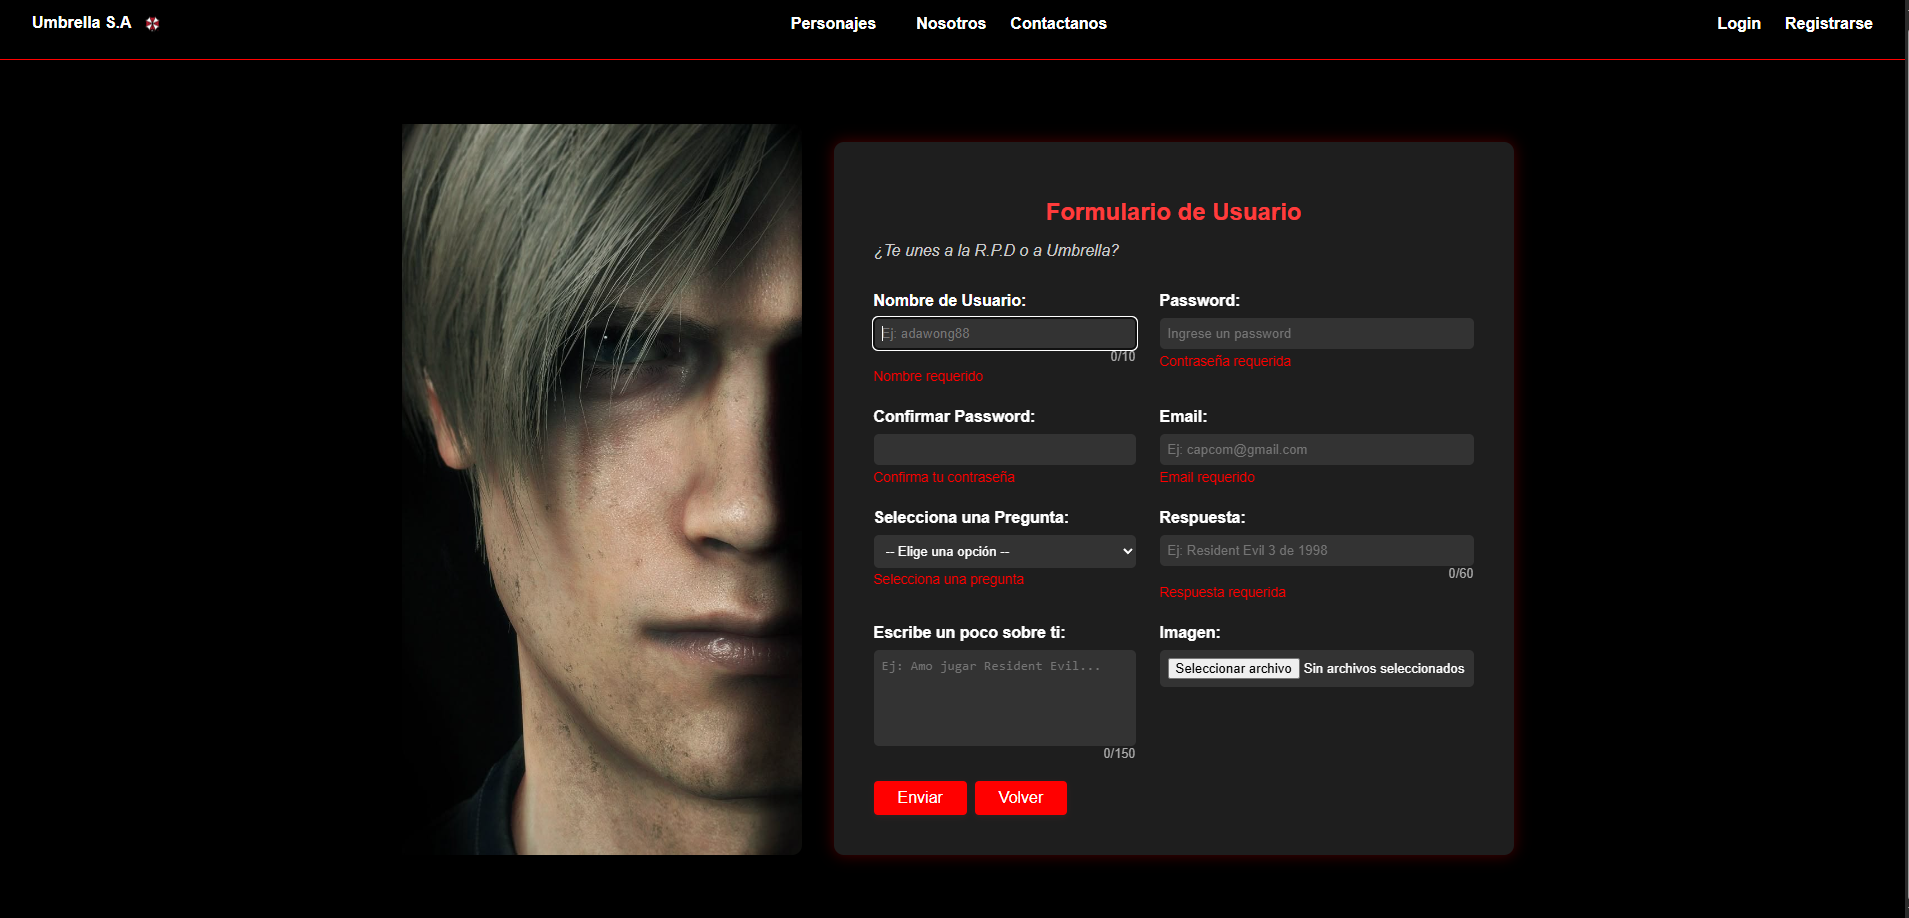 Umbrella S.A
Personajes Nosotros Contactanos
Login Registrarse
Formulario de Usuario
¿Te unes a la R.P.D o a Umbrella?
Nombre de Usuario: Password:
Ej: adawong88 Ingrese un password
0/10
Nombre requerido Contraseña requerida
Confirmar Password: Email:
Ej: capcom@gmail.com
Confirma tu contraseña Email requerido
Selecciona una Pregunta: Respuesta:
-- Elige una opción -- Ej: Resident Evil 3 de 1998
0/60
Selecciona una pregunta Respuesta requerida
Escribe un poco sobre ti: Imagen:
Ej: Amo jugar Resident Evil... Seleccionar archivo Sin archivos seleccionados
0/150
Enviar Volver